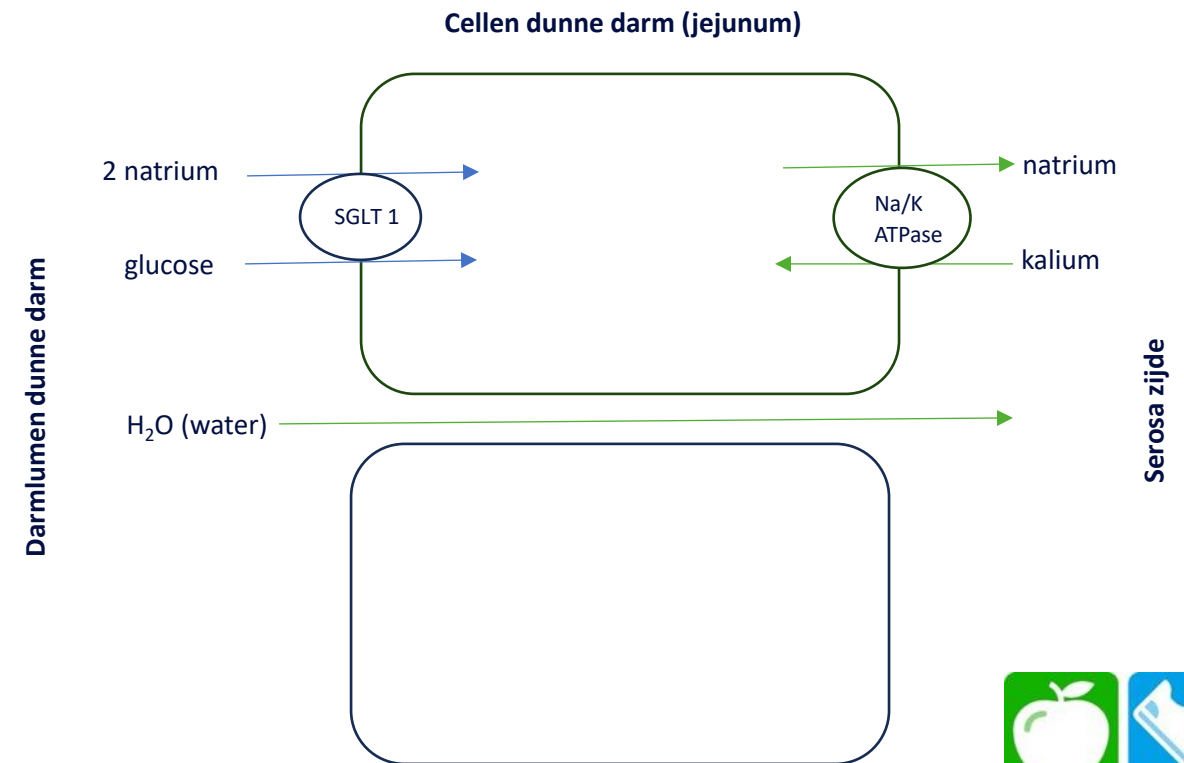 Cellen dunne darm (jejunum)
2 natrium
SGLT 1
glucose
Na/K
ATPase
natrium
kalium
H₂O (water)
Darmlumen dunne darm
Serosa zijde